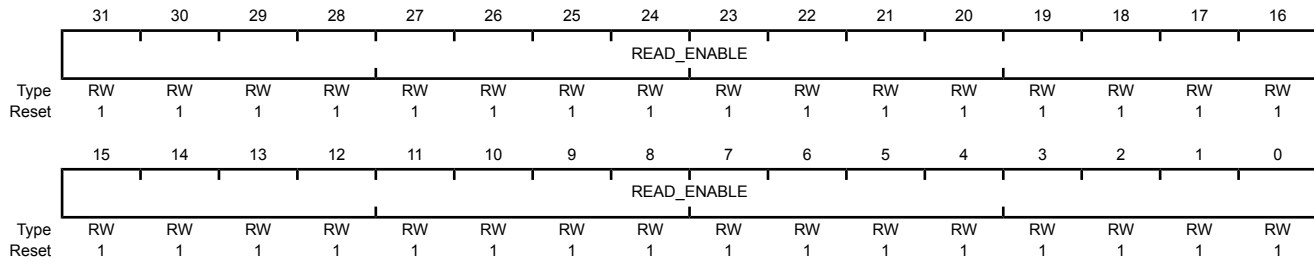 31 30 29 28 27 26 25 24 23 22 21 20 19 18 17 16
READ_ENABLE
Type RW RW RW RW RW RW RW RW RW RW RW RW RW RW RW RW
Reset 1 1 1 1 1 1 1 1 1 1 1 1 1 1 1 1
15 14 13 12 11 10 9 8 7 6 5 4 3 2 1 0
READ_ENABLE
Type RW RW RW RW RW RW RW RW RW RW RW RW RW RW RW RW
Reset 1 1 1 1 1 1 1 1 1 1 1 1 1 1 1 1